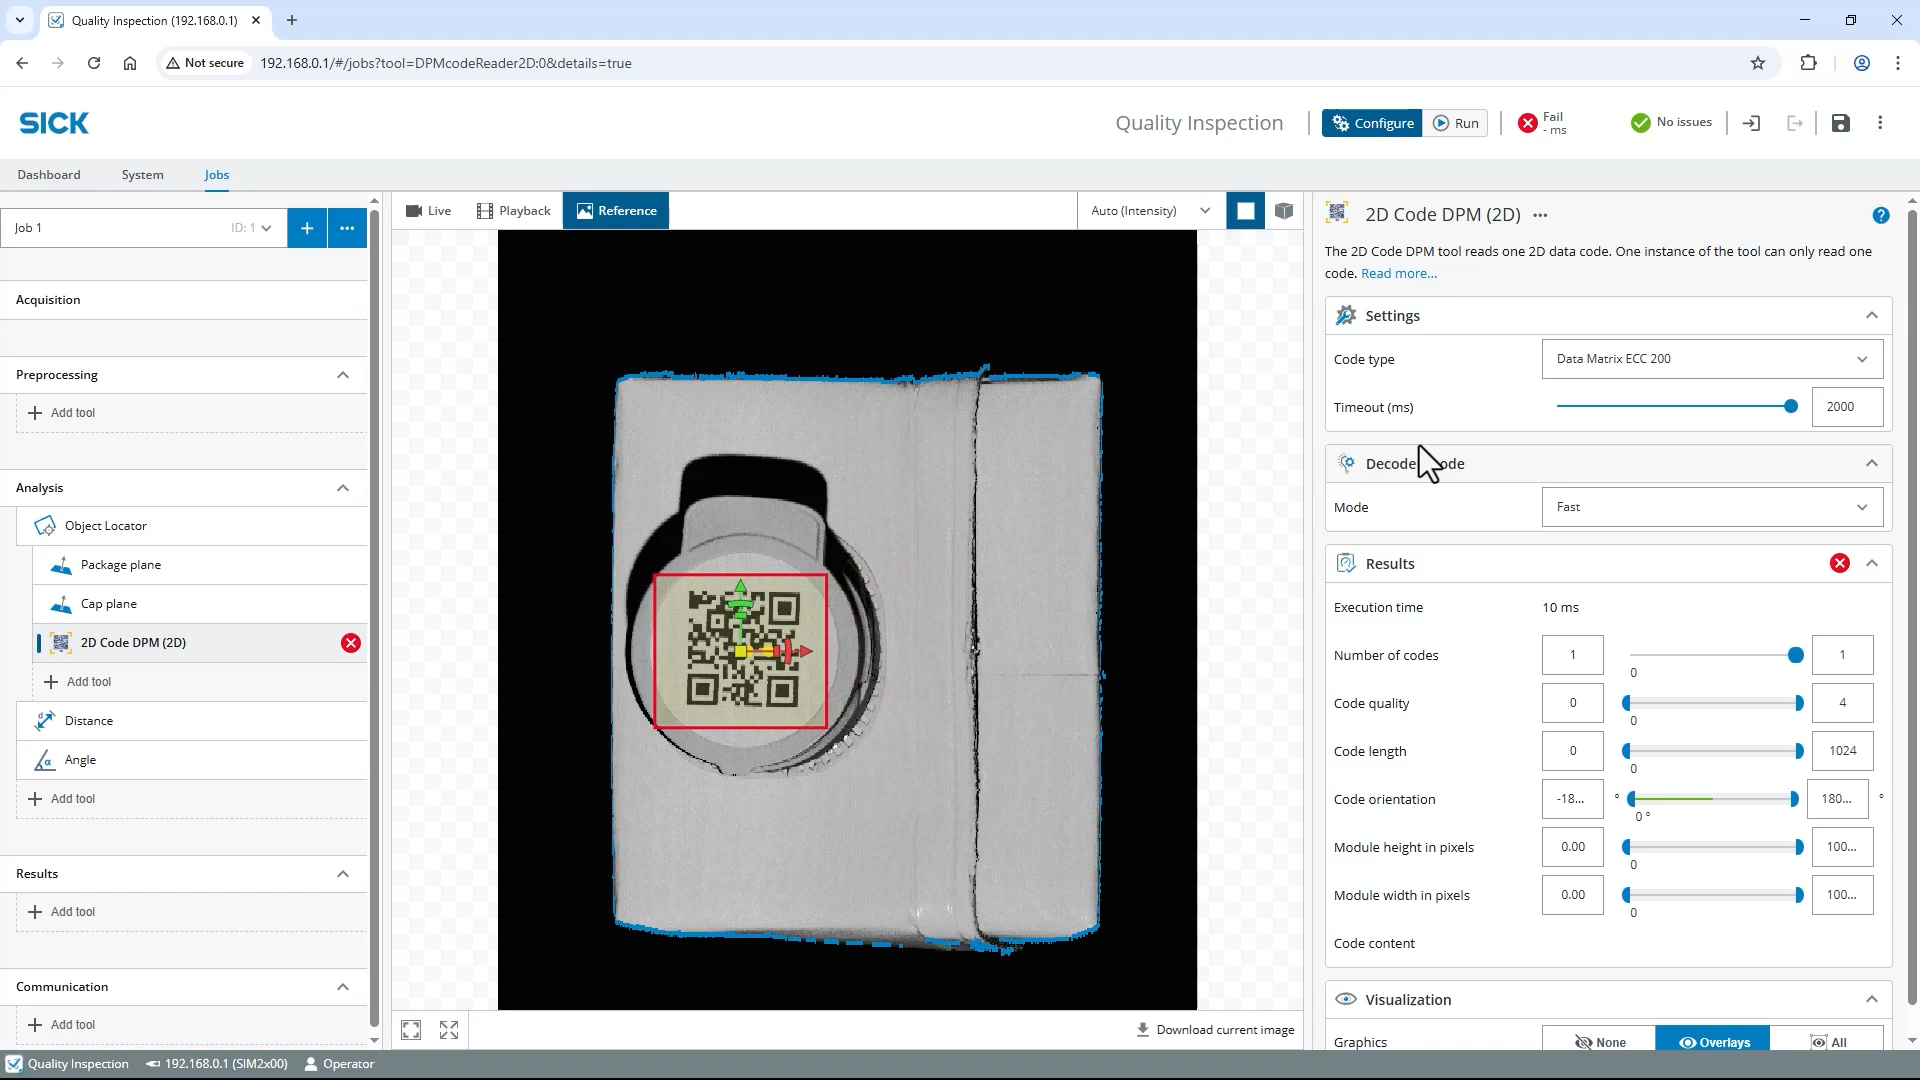 Quality Inspection (192.168.0.1)
Not secure
192.168.0.1/#/jobs?tool=DPMcodeReader2D:0&details=true
SICK
Quality Inspection
Configure
Run
Fail
- ms
No issues
Dashboard
System
Jobs
Job 1
ID: 1
Live
Playback
Reference
Auto (Intensity)
Acquisition
Preprocessing
Add tool
Analysis
Object Locator
Package plane
Cap plane
2D Code DPM (2D)
Add tool
Distance
Angle
Add tool
Results
Add tool
Communication
Add tool
Download current image
2D Code DPM (2D)
The 2D Code DPM tool reads one 2D data code. One instance of the tool can only read one
code. Read more...
Settings
Code type
Data Matrix ECC 200
Timeout (ms)
2000
Mode
Fast
Results
Execution time
10 ms
Number of codes
1
0
1
Code quality
0
0
4
Code length
0
0
1024
Code orientation
-18...
°
0 °
180...
°
Module height in pixels
0.00
0
100...
Module width in pixels
0.00
0
100...
Code content
Visualization
Graphics
None
Overlays
All
Quality Inspection
192.168.0.1 (SIM2x00)
Operator